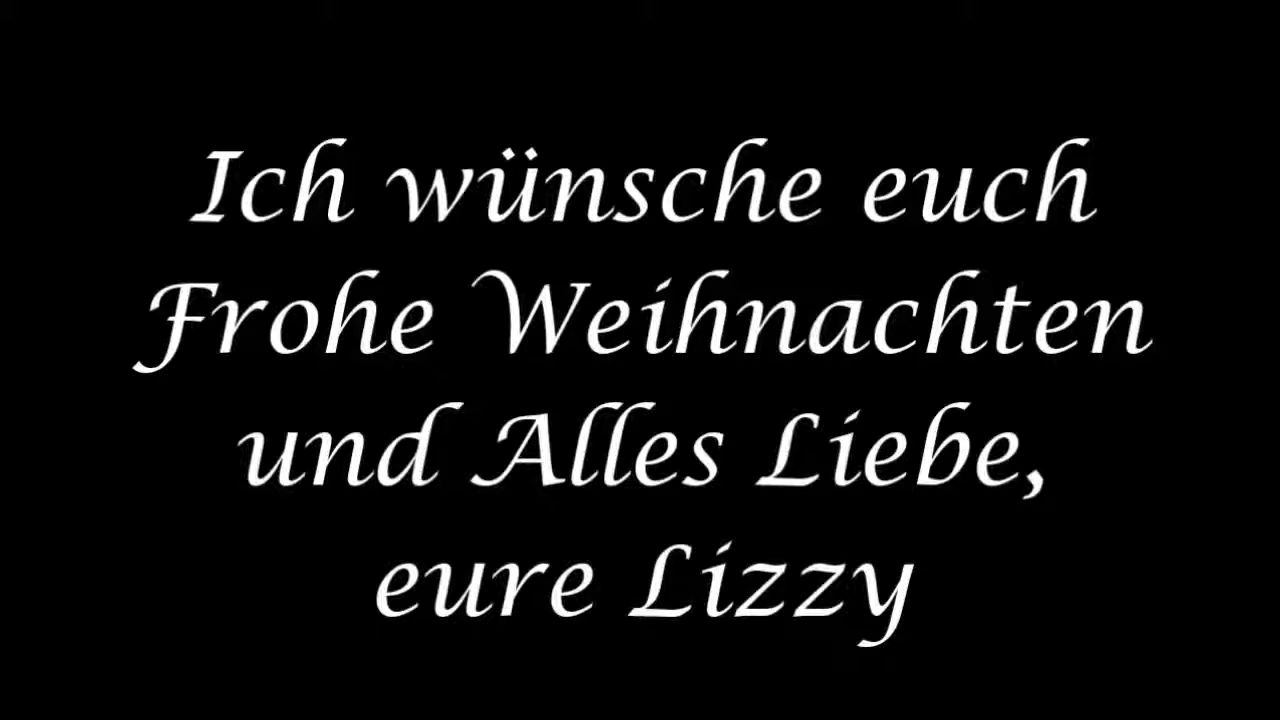 Ich wünsche euch
Frohe Weihnachten
und Alles Liebe,
eure Lizzy